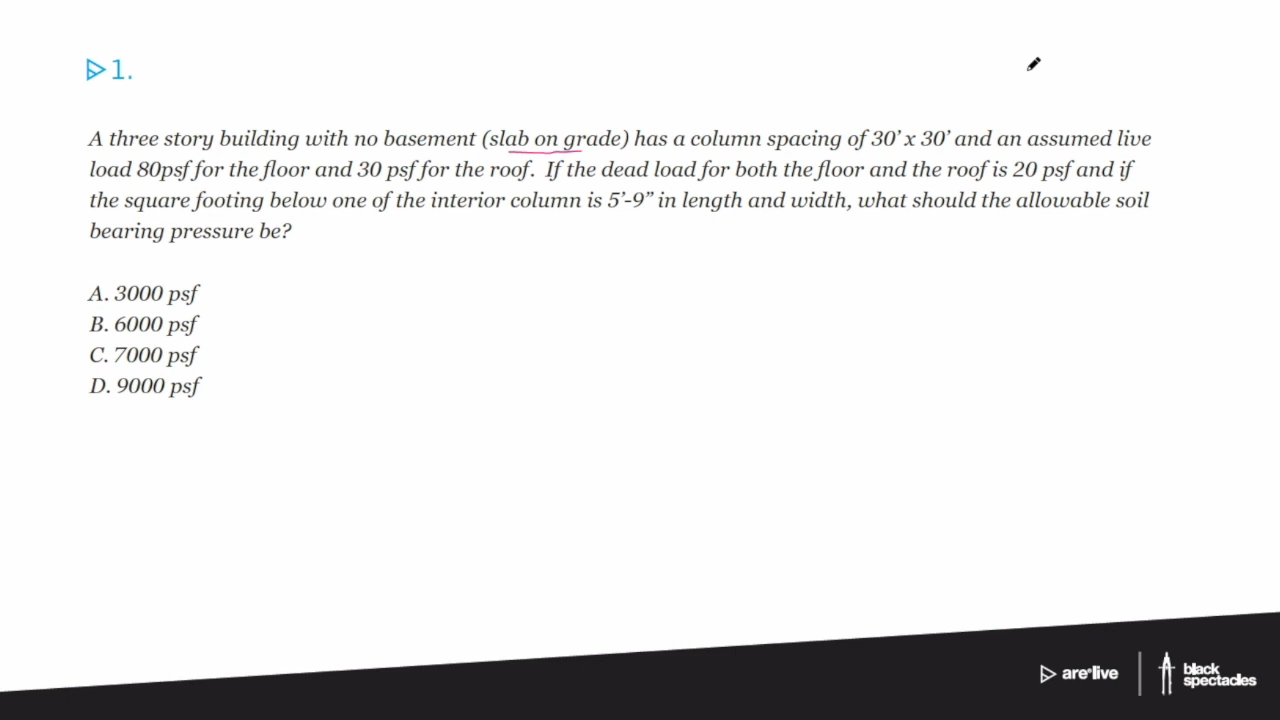 1.
A three story building with no basement (slab on grade) has a column spacing of 30’ x 30’ and an assumed live
load 80psf for the floor and 30 psf for the roof.  If the dead load for both the floor and the roof is 20 psf and if
the square footing below one of the interior column is 5’-9” in length and width, what should the allowable soil
bearing pressure be?
A. 3000 psf
B. 6000 psf
C. 7000 psf
D. 9000 psf
are®live
black
spectacles